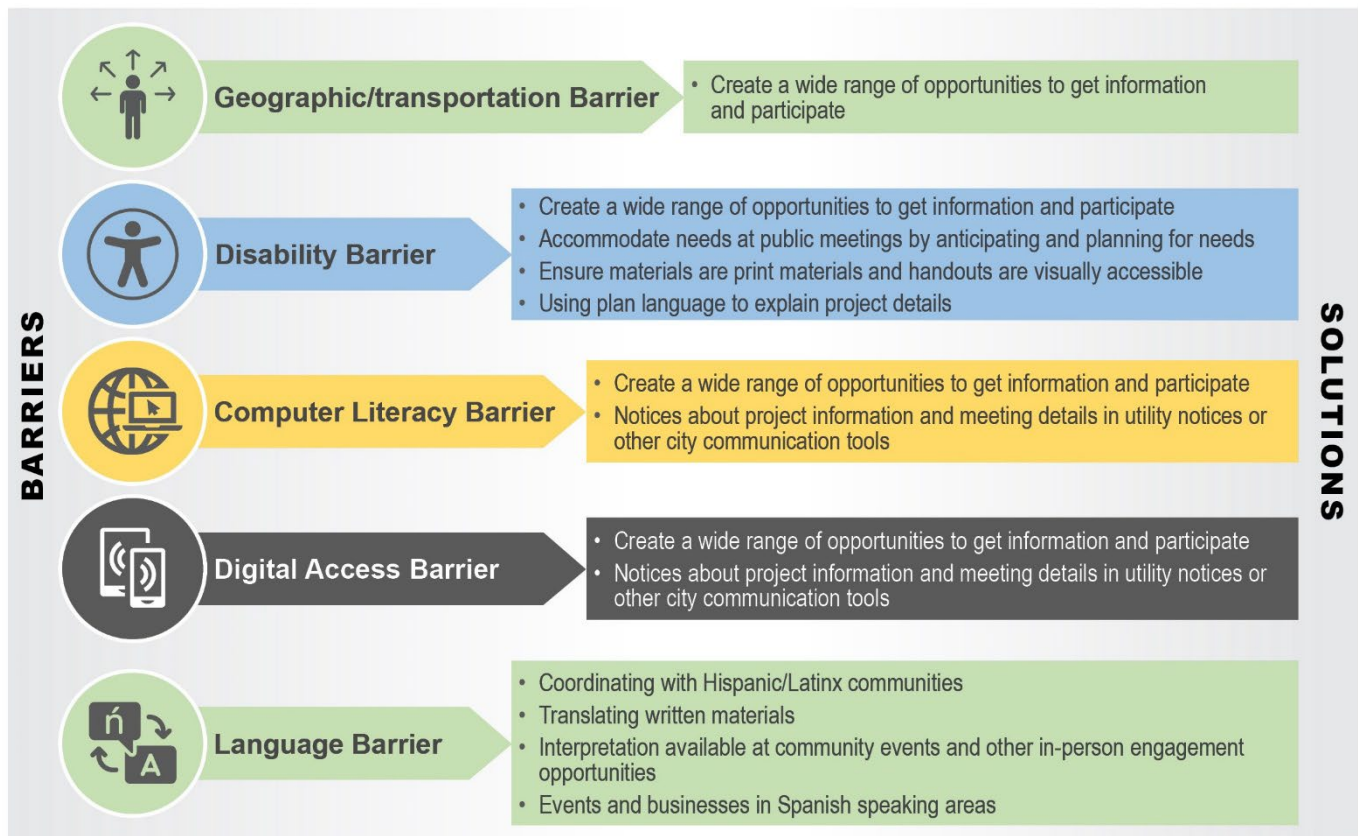 BARRIERS
Geographic/transportation Barrier
• Create a wide range of opportunities to get information
and participate
Disability Barrier
• Create a wide range of opportunities to get information and participate
• Accommodate needs at public meetings by anticipating and planning for needs
• Ensure materials are print materials and handouts are visually accessible
• Using plan language to explain project details
Computer Literacy Barrier
• Create a wide range of opportunities to get information and participate
• Notices about project information and meeting details in utility notices or
other city communication tools
Digital Access Barrier
• Create a wide range of opportunities to get information and participate
• Notices about project information and meeting details in utility notices or
other city communication tools
ń
A
Language Barrier
• Coordinating with Hispanic/Latinx communities
• Translating written materials
• Interpretation available at community events and other in-person engagement
opportunities
• Events and businesses in Spanish speaking areas
SOLUTIONS